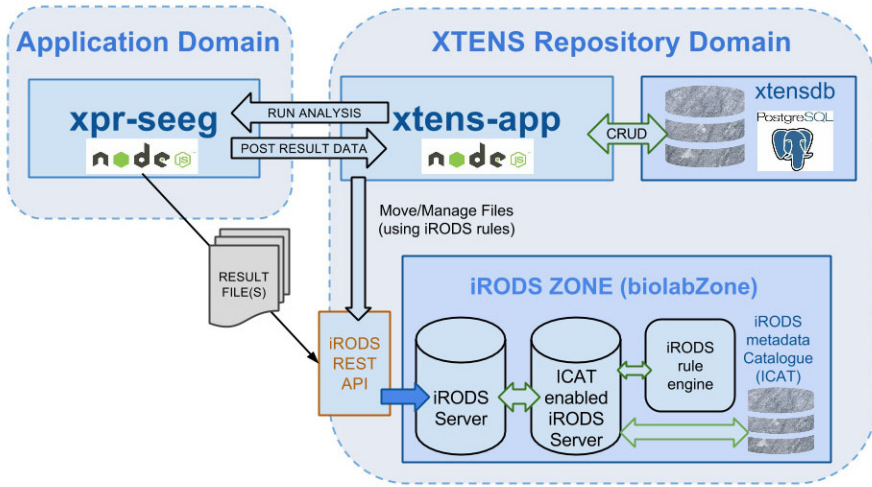 Application Domain
XTENS Repository Domain
xpr-seeg
node
JS
RUN ANALYSIS
POST RESULT DATA
xtens-app
node
JS
CRUD
xtensdb
PostgreSQL
Move/Manage Files
(using iRODS rules)
RESULT
FILE(S)
iRODS
REST
API
iRODS ZONE (biolabZone)
iRODS
Server
ICAT
enabled
iRODS
Server
iRODS
rule
engine
iRODS
metadata
Catalogue
(ICAT)